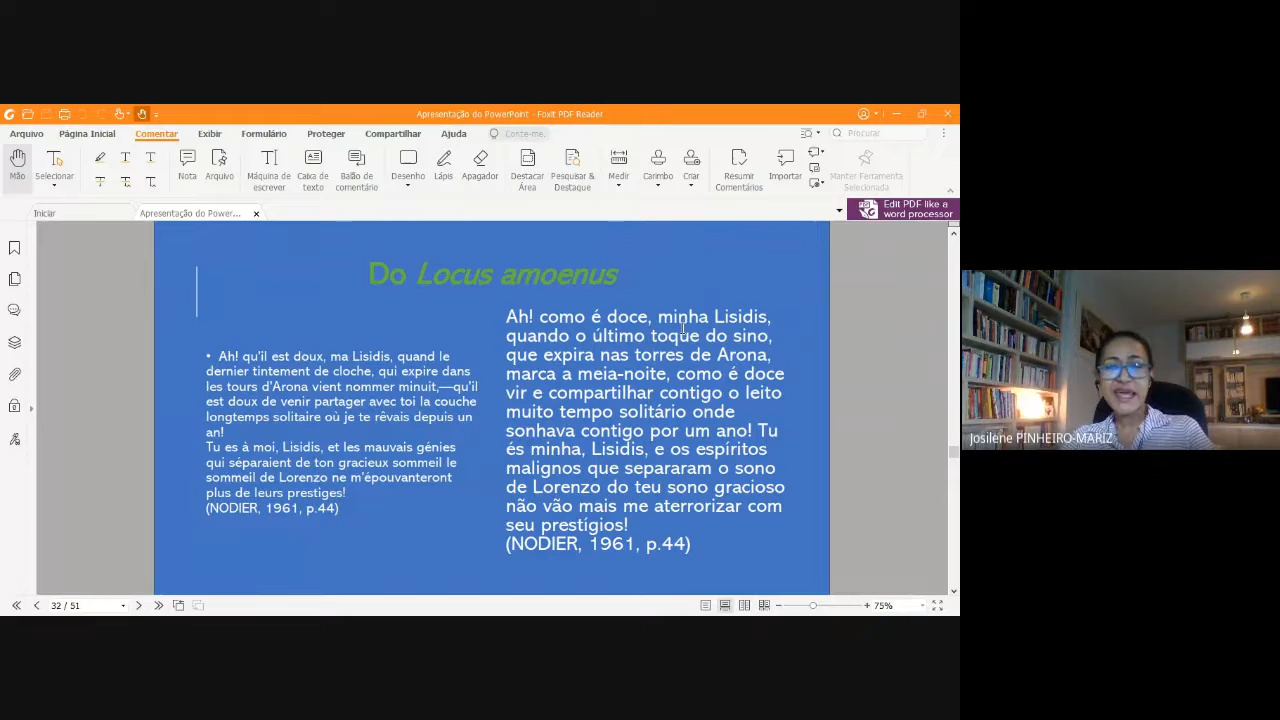 Apresentação do PowerPoint - Foxit PDF Reader
Arquivo Página Inicial Comentar Exibir Formulário Proteger Compartilhar Ajuda Conte-me. Procurar
Mão Selecionar Nota Arquivo Máquina de escrever Caixa de texto Balão de comentário Desenho Lápis Apagador Destacar Área Pesquisar & Destaque Medir Carimbo Criar Resumir Comentários Importar Manter Ferramenta Selecionada
Iniciar Apresentação do Power... Edit PDF like a word processor
Do Locus amoenus
• Ah! qu'il est doux, ma Lisidis, quand le
dernier tintement de cloche, qui expire dans
les tours d'Arona vient nommer minuit,—qu'il
est doux de venir partager avec toi la couche
longtemps solitaire où je te rêvais depuis un
an!
Tu es à moi, Lisidis, et les mauvais génies
qui séparaient de ton gracieux sommeil le
sommeil de Lorenzo ne m'épouvanteront
plus de leurs prestiges!
(NODIER, 1961, p.44)
Ah! como é doce, minha Lisidis,
quando o último toque do sino,
que expira nas torres de Arona,
marca a meia-noite, como é doce
vir e compartilhar contigo o leito
muito tempo solitário onde
sonhava contigo por um ano! Tu
és minha, Lisidis, e os espíritos
malignos que separaram o sono
de Lorenzo do teu sono gracioso
não vão mais me aterrorizar com
seu prestígios!
(NODIER, 1961, p.44)
Josilene PINHEIRO-MARIZ
32 / 51 75%